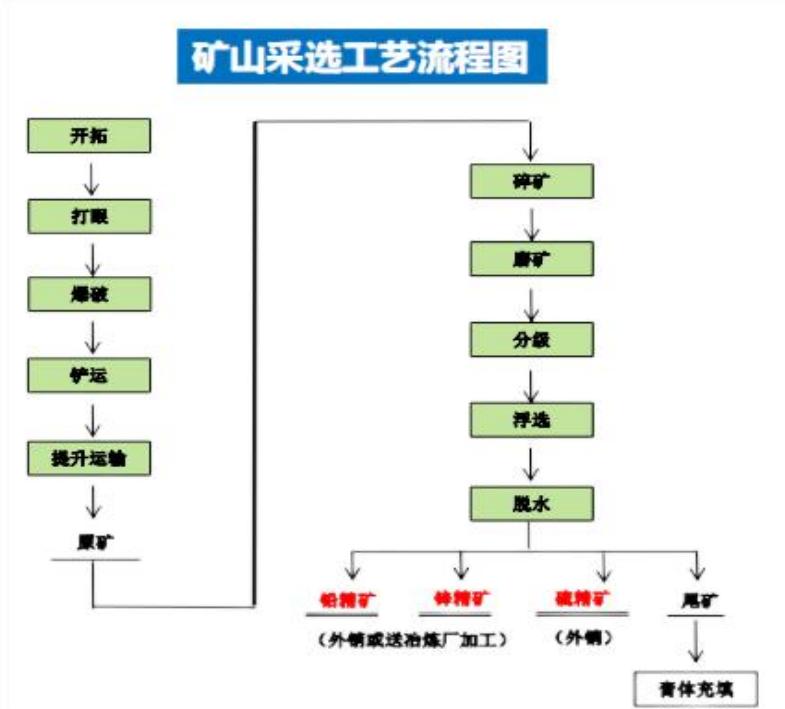 矿山采选工艺流程图
开拓
打眼
爆破
铲运
提升运输
原矿
碎矿
磨矿
分级
浮选
脱水
铅精矿 锌精矿 硫精矿 尾矿
（外销或送冶炼厂加工） （外销）
膏体充填